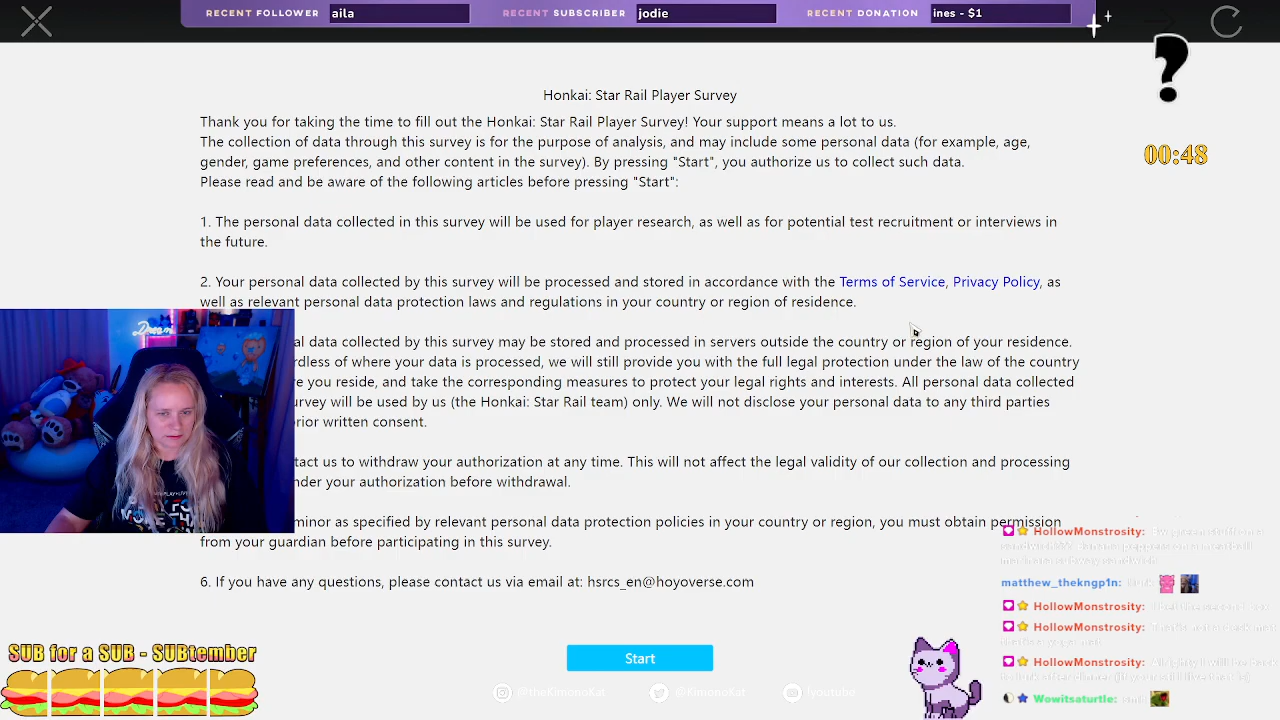 RECENT FOLLOWER aila RECENT SUBSCRIBER jodie RECENT DONATION ines - $1
?
00:48
Honkai: Star Rail Player Survey
Thank you for taking the time to fill out the Honkai: Star Rail Player Survey! Your support means a lot to us.
The collection of data through this survey is for the purpose of analysis, and may include some personal data (for example, age,
gender, game preferences, and other content in the survey). By pressing "Start", you authorize us to collect such data.
Please read and be aware of the following articles before pressing "Start":
1. The personal data collected in this survey will be used for player research, as well as for potential test recruitment or interviews in
the future.
2. Your personal data collected by this survey will be processed and stored in accordance with the Terms of Service, Privacy Policy, as
well as relevant personal data protection laws and regulations in your country or region of residence.
al data collected by this survey may be stored and processed in servers outside the country or region of your residence.
rdless of where your data is processed, we will still provide you with the full legal protection under the law of the country
re you reside, and take the corresponding measures to protect your legal rights and interests. All personal data collected
urvey will be used by us (the Honkai: Star Rail team) only. We will not disclose your personal data to any third parties
rior written consent.
tact us to withdraw your authorization at any time. This will not affect the legal validity of our collection and processing
nder your authorization before withdrawal.
minor as specified by relevant personal data protection policies in your country or region, you must obtain permission
from your guardian before participating in this survey.
6. If you have any questions, please contact us via email at: hsrcs_en@hoyoverse.com
Start
@theKimonoKat @KimonoKat /youtube
Dream
SUB for a SUB - SUBtember
HollowMonstrosity:
matthew_thekngp1n: lurk
HollowMonstrosity:
HollowMonstrosity: That's not a cock mat
that's a yoga mat
HollowMonstrosity:
Wowitsaturtle: